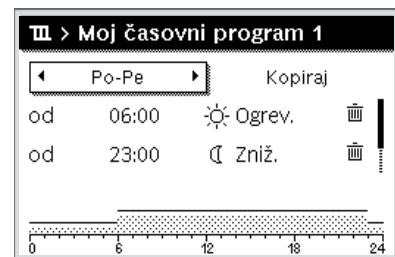 > Moj časovni program 1
Po-Pe Kopiraj
od 06:00 Ogrev.
od 23:00 Zniž.
0 6 12 18 24